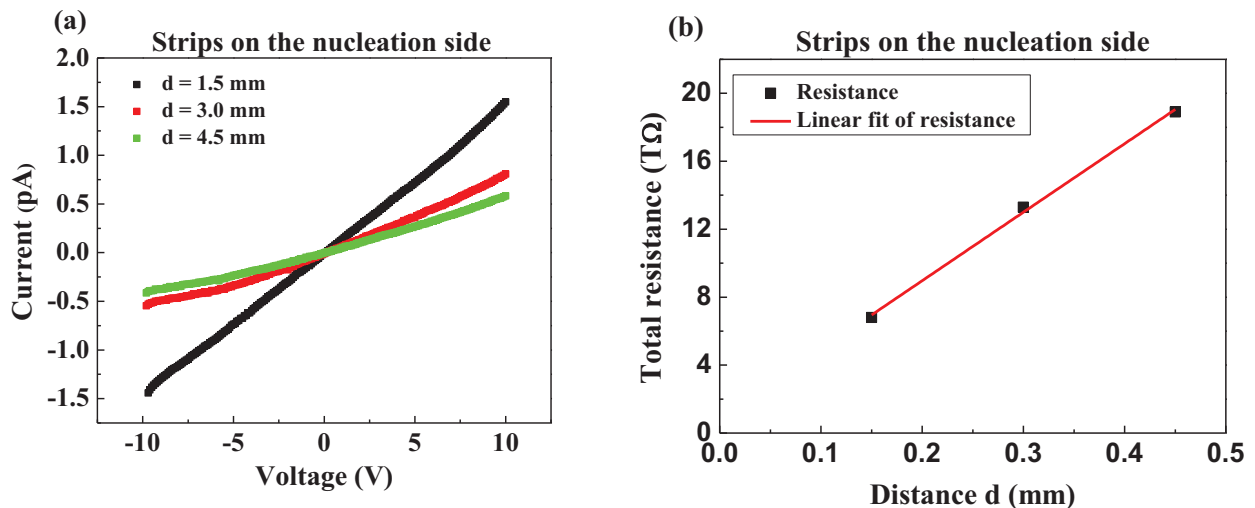 (a)
Strips on the nucleation side
2.0
1.5
1.0
0.5
0.0
-0.5
-1.0
-1.5
Current (pA)
d = 1.5 mm
d = 3.0 mm
d = 4.5 mm
-10
-5
0
5
10
Voltage (V)
(b)
Strips on the nucleation side
20
16
12
8
4
0
Total resistance (TΩ)
Resistance
Linear fit of resistance
0.0
0.1
0.2
0.3
0.4
0.5
Distance d (mm)